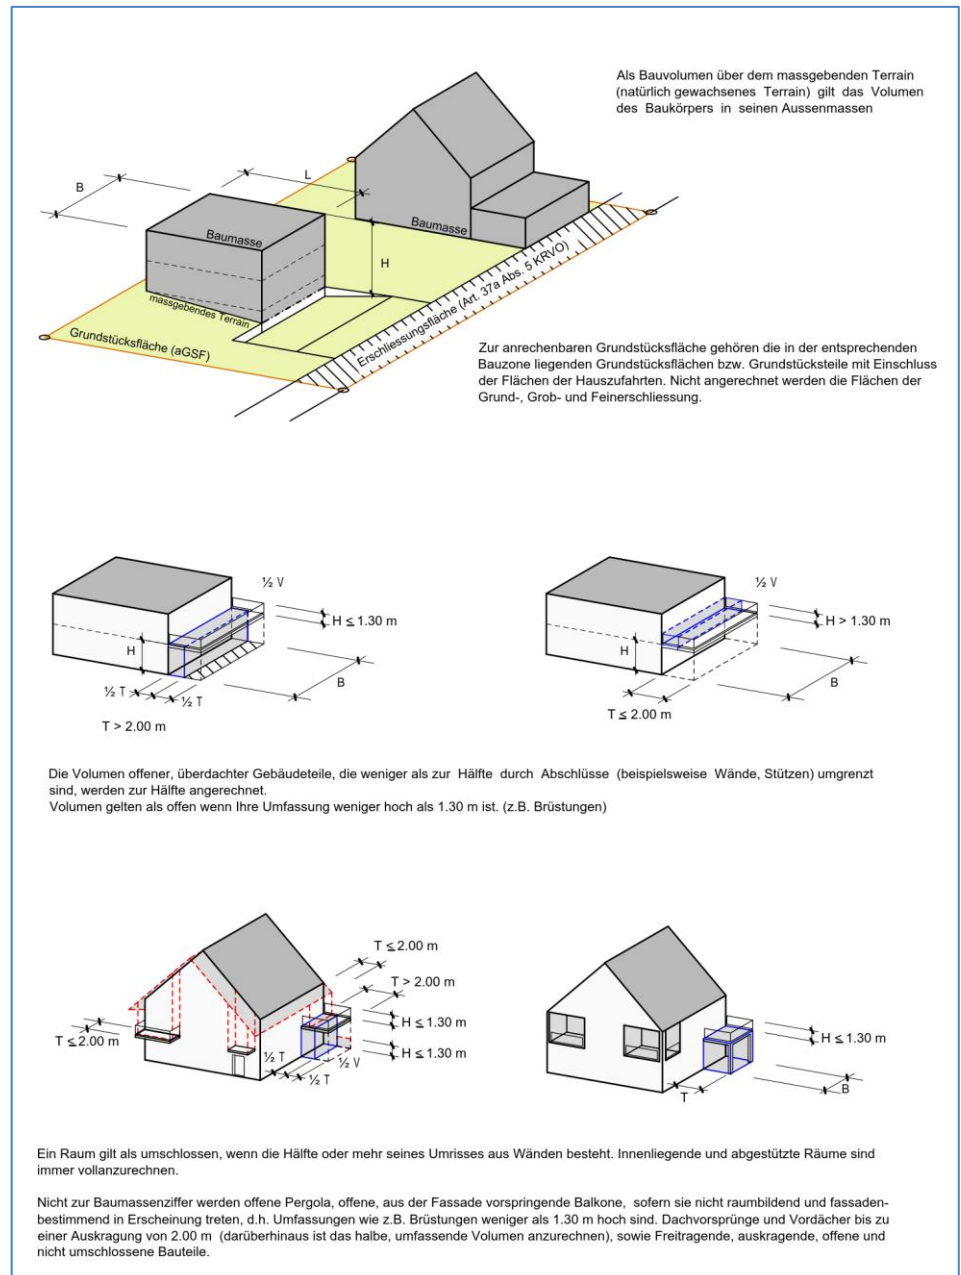 Als Bauvolumen über dem massgebenden Terrain
(natürlich gewachsenes Terrain) gilt das Volumen
des Baukörpers in seinen Aussenmassen
B
L
Baumasse
Baumasse
H
massgebendes Terrain
Grundstücksfläche (aGSF)
Erschliessungsfläche (Art. 37a Abs. 5 KRVO)
Zur anrechenbaren Grundstücksfläche gehören die in der entsprechenden
Bauzone liegenden Grundstücksflächen bzw. Grundstücksteile mit Einschluss
der Flächen der Hauszufahrten. Nicht angerechnet werden die Flächen der
Grund-, Grob- und Feinerschliessung.
½ V
H ≤ 1.30 m
H
B
½ T
½ T
T > 2.00 m
½ V
H > 1.30 m
H
B
T ≤ 2.00 m
Die Volumen offener, überdachter Gebäudeteile, die weniger als zur Hälfte durch Abschlüsse (beispielsweise Wände, Stützen) umgrenzt
sind, werden zur Hälfte angerechnet.
Volumen gelten als offen wenn Ihre Umfassung weniger hoch als 1.30 m ist. (z.B. Brüstungen)
T ≤ 2.00 m
T > 2.00 m
H ≤ 1.30 m
T ≤ 2.00 m
H ≤ 1.30 m
½ T
½ V
½ T
H ≤ 1.30 m
T
B
Ein Raum gilt als umschlossen, wenn die Hälfte oder mehr seines Umrisses aus Wänden besteht. Innenliegende und abgestützte Räume sind
immer vollanzurechnen.
Nicht zur Baumassenziffer werden offene Pergola, offene, aus der Fassade vorspringende Balkone, sofern sie nicht raumbildend und fassaden-
bestimmend in Erscheinung treten, d.h. Umfassungen wie z.B. Brüstungen weniger als 1.30 m hoch sind. Dachvorsprünge und Vordächer bis zu
einer Auskragung von 2.00 m (darüberhinaus ist das halbe, umfassende Volumen anzurechnen), sowie Freitragende, auskragende, offene und
nicht umschlossene Bauteile.